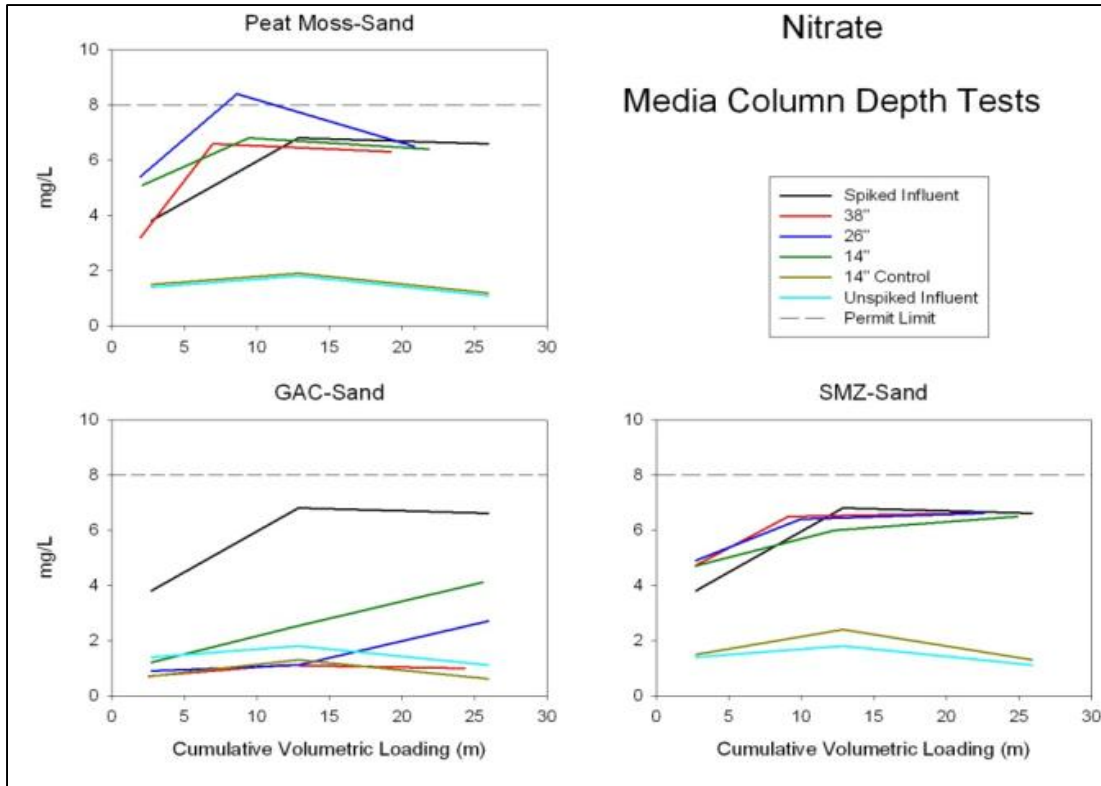 Peat Moss-Sand
Nitrate
Media Column Depth Tests
10
8
6
4
2
0
mg/L
0 5 10 15 20 25 30
Spiked Influent
38"
26"
14"
14" Control
Unspiked Influent
Permit Limit
GAC-Sand
10
8
6
4
2
0
mg/L
0 5 10 15 20 25 30
Cumulative Volumetric Loading (m)
SMZ-Sand
10
8
6
4
2
0
0 5 10 15 20 25 30
Cumulative Volumetric Loading (m)